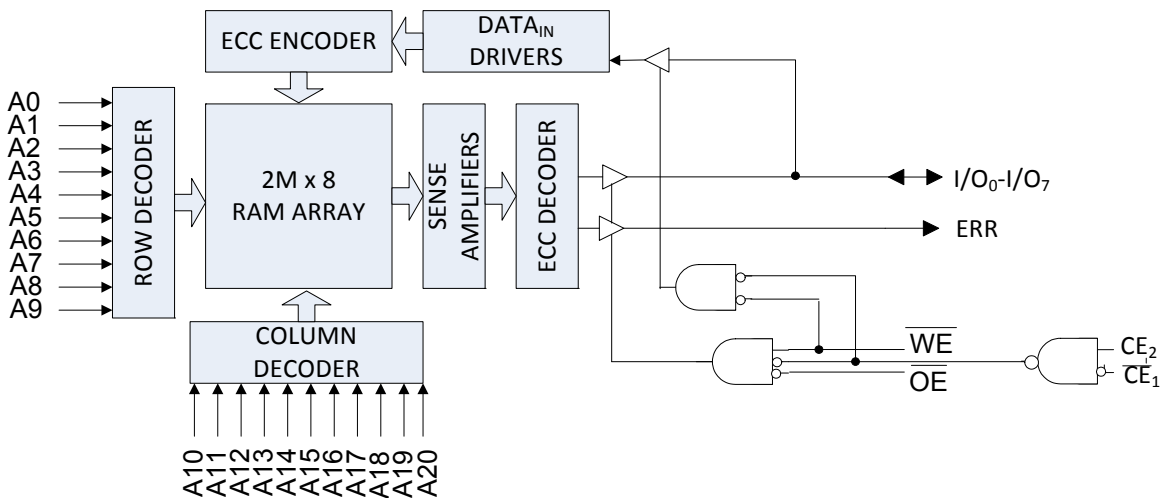 ECC ENCODER
DATAIN
DRIVERS
A0
A1
A2
A3
A4
A5
A6
A7
A8
A9
ROW DECODER
2M x 8
RAM ARRAY
SENSE
AMPLIFIERS
ECC DECODER
I/O0-I/O7
ERR
COLUMN
DECODER
WE
OE
CE2
CE1
A10
A11
A12
A13
A14
A15
A16
A17
A18
A19
A20